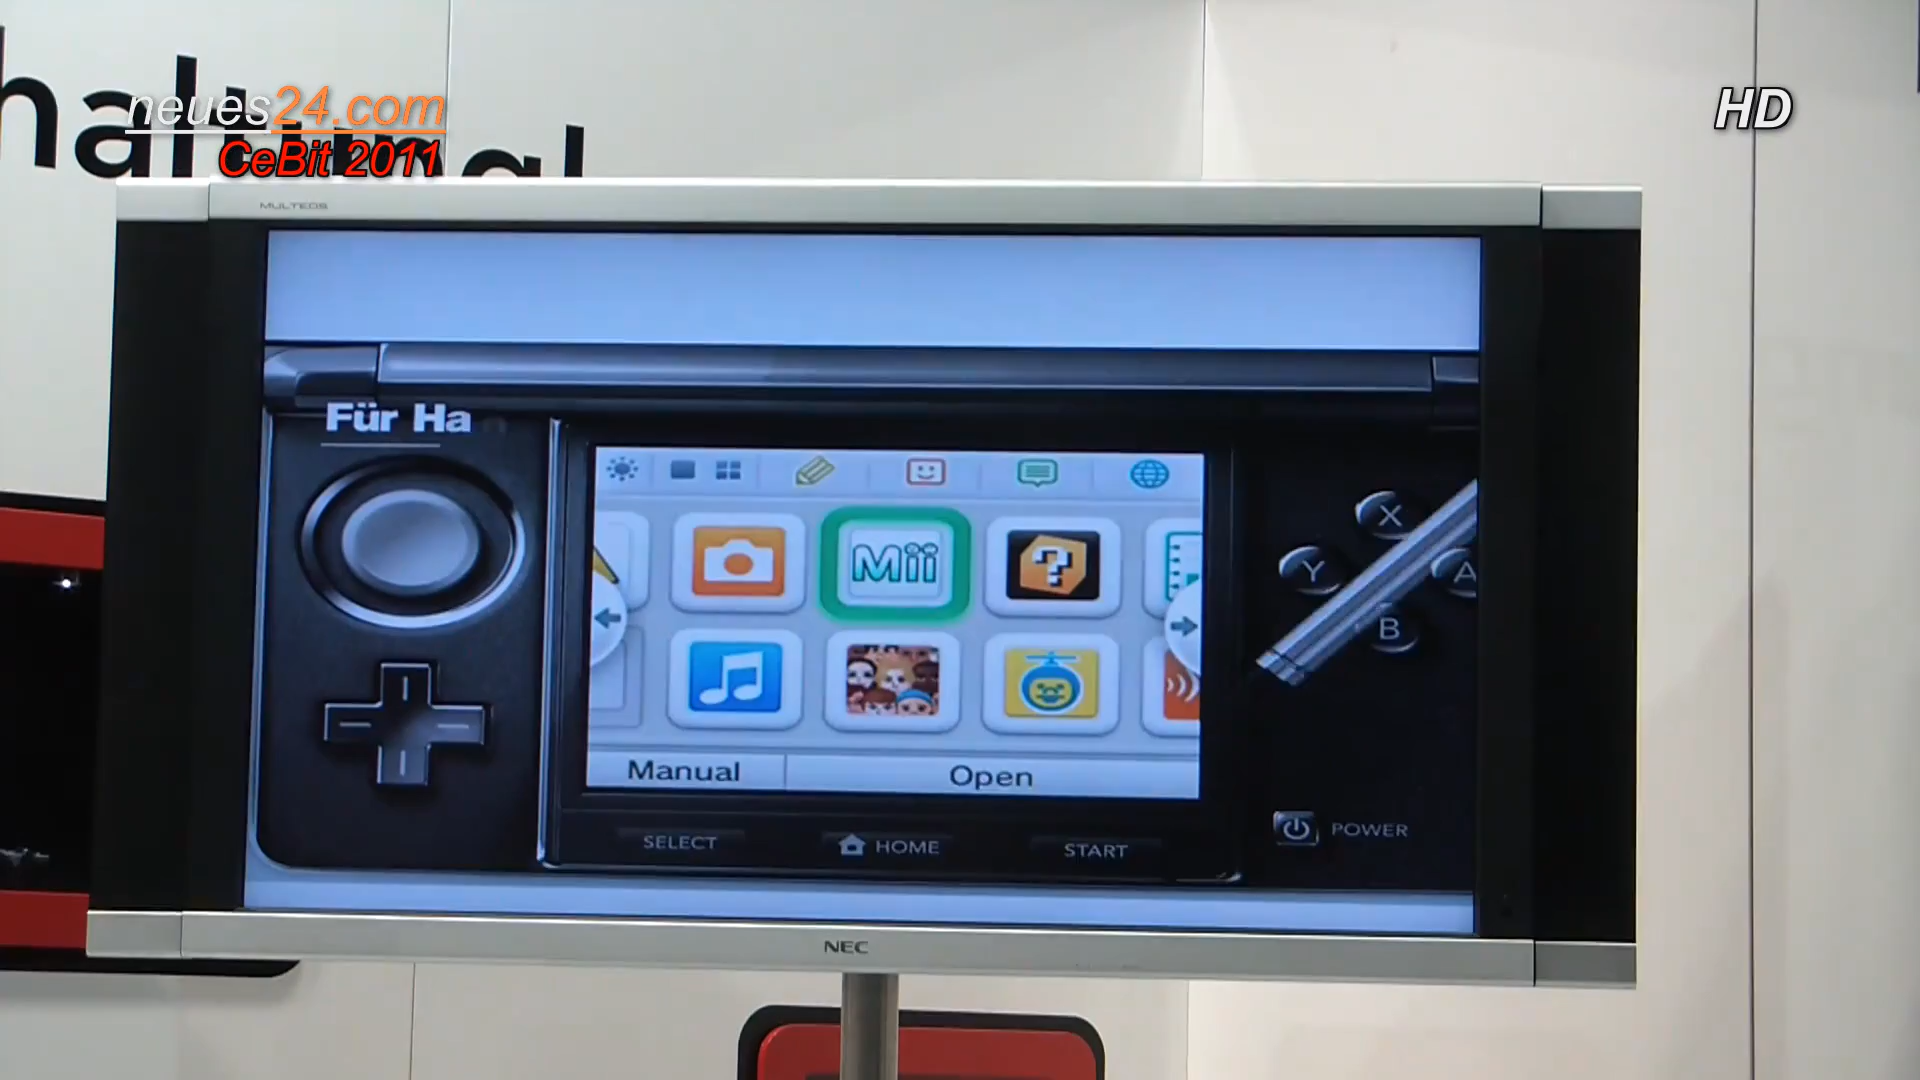 neues24.com
CeBit 2011
HD
MULTEOS
Für Ha
Mii
?
X
Y
A
B
Manual
Open
SELECT
HOME
START
POWER
NEC